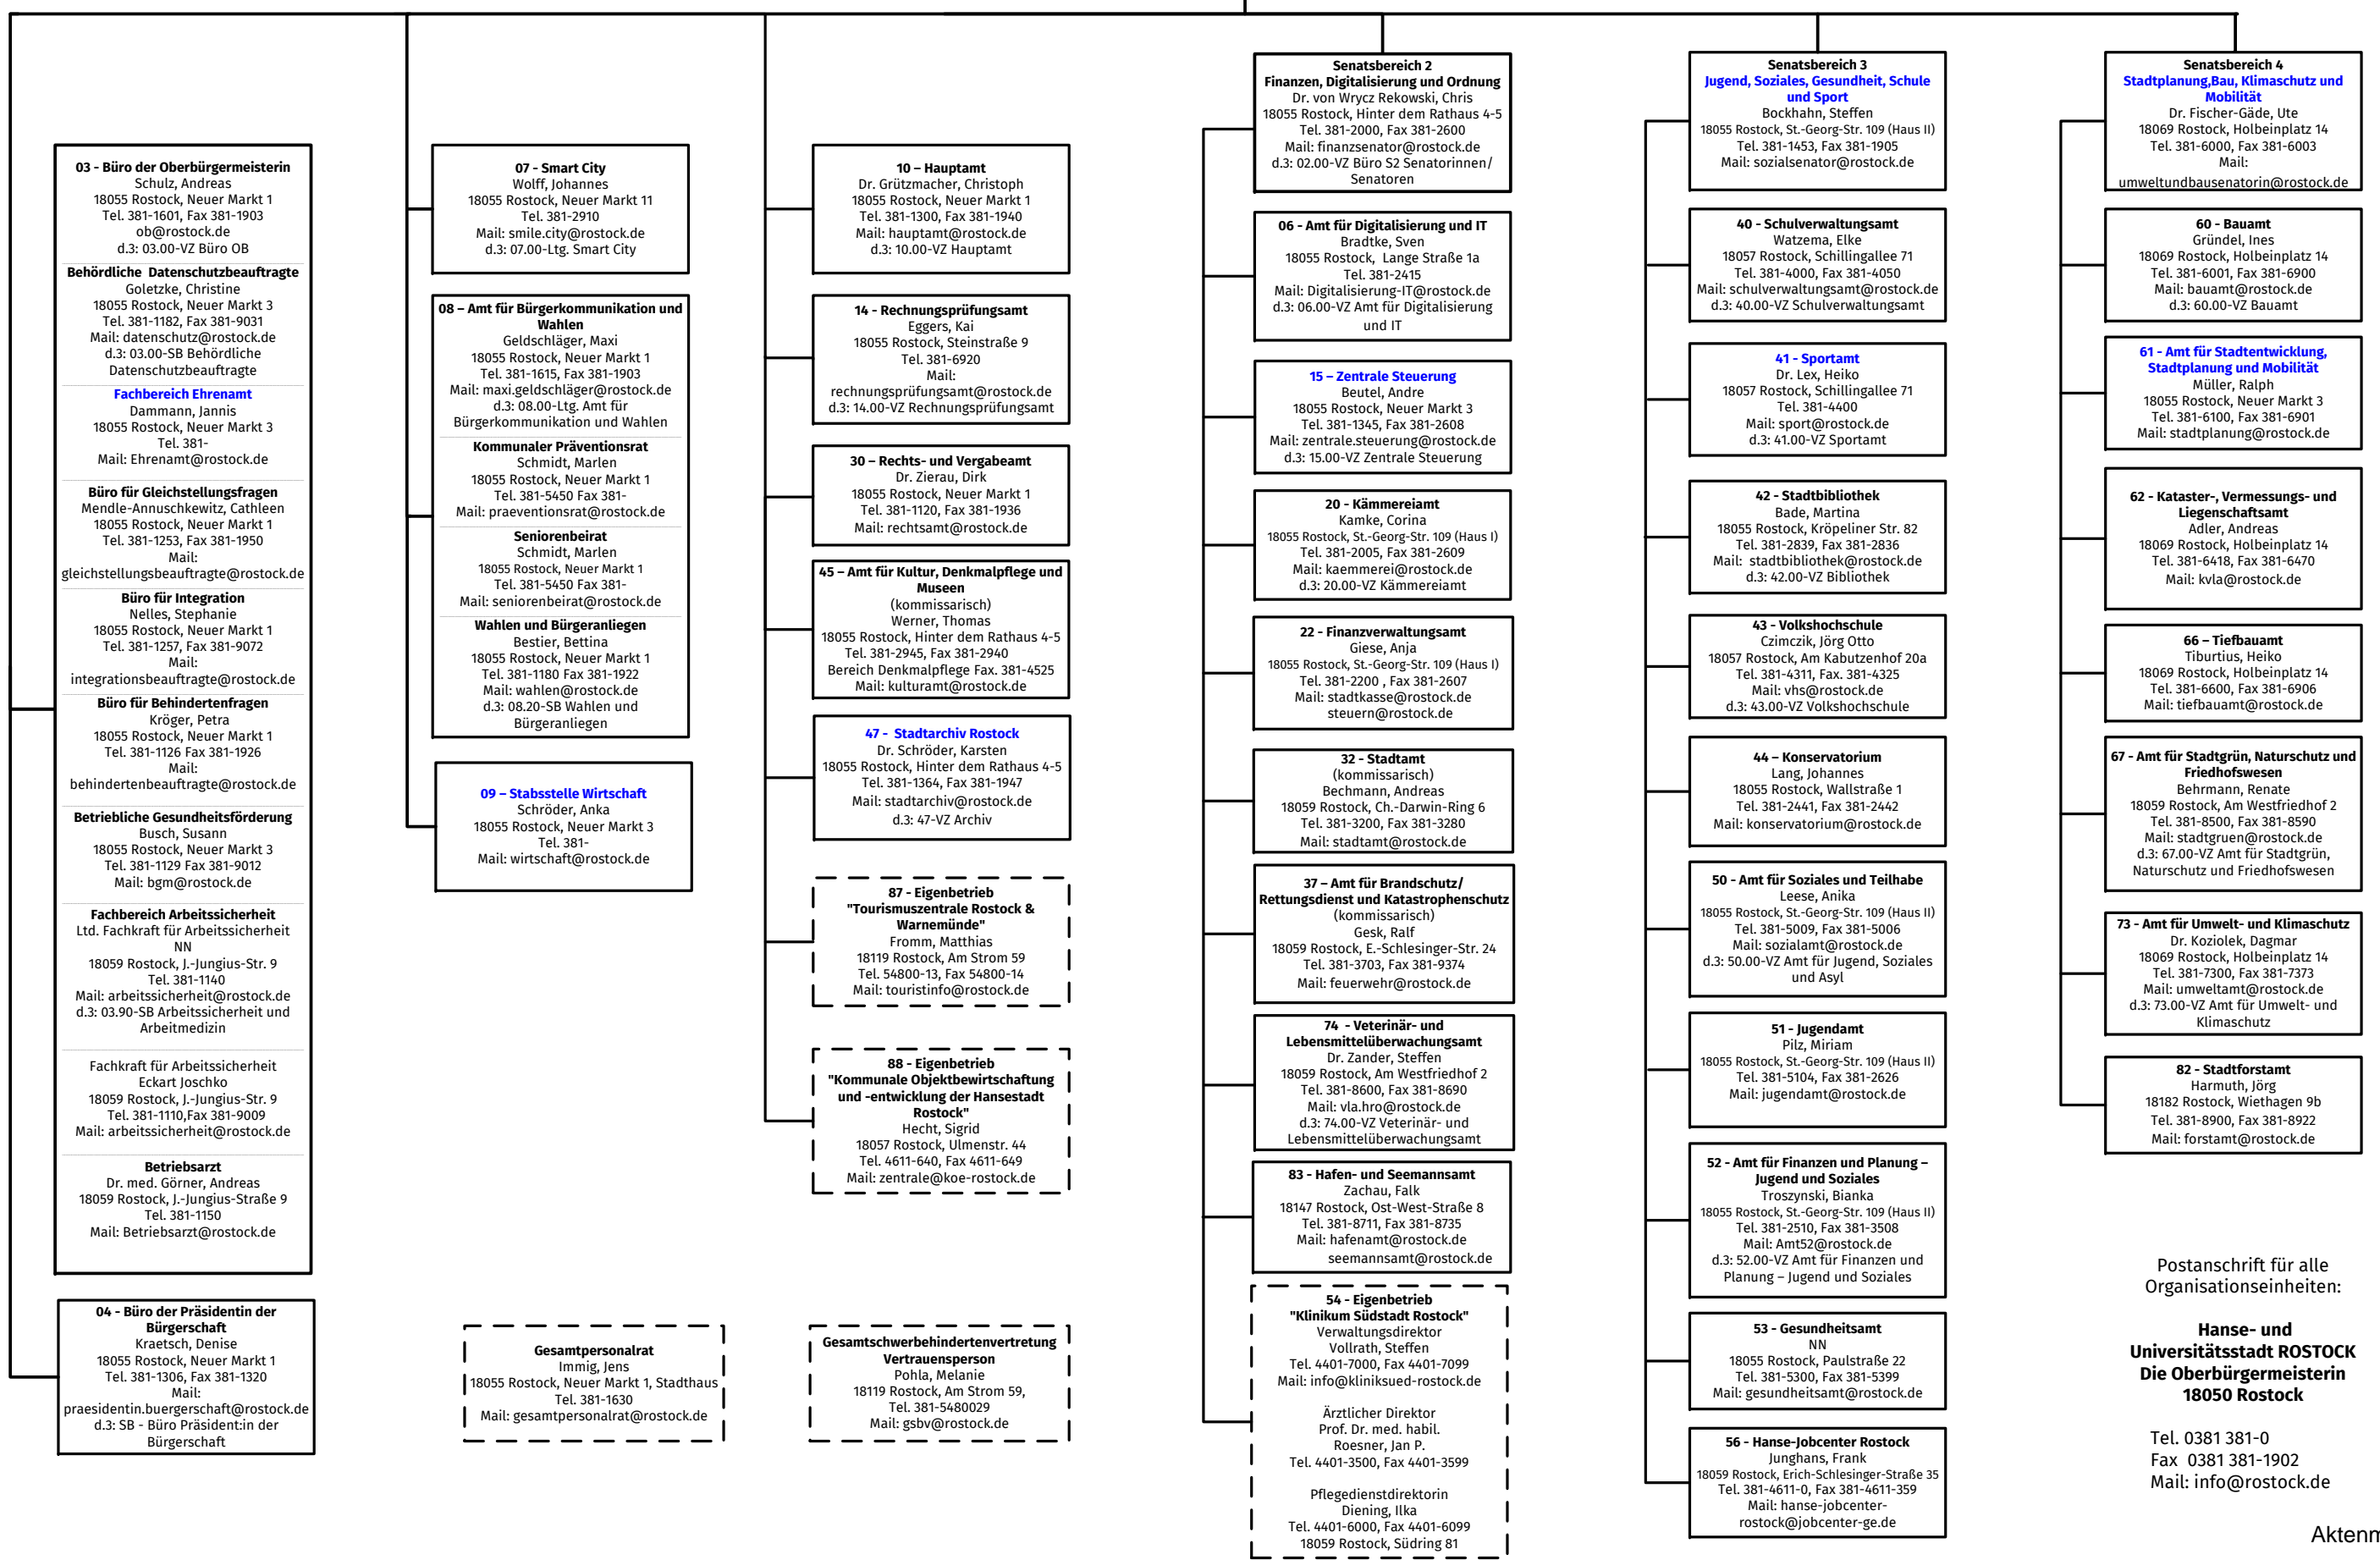 03 - Büro der Oberbürgermeisterin
Schulz, Andreas
18055 Rostock, Neuer Markt 1
Tel. 381-1601, Fax 381-1903
ob@rostock.de
d.3: 03.00-VZ Büro OB
Behördliche Datenschutzbeauftragte
Goletzke, Christine
18055 Rostock, Neuer Markt 3
Tel. 381-1182, Fax 381-9031
Mail: datenschutz@rostock.de
d.3: 03.00-SB Behördliche
Datenschutzbeauftragte
Fachbereich Ehrenamt
Dammann, Jannis
18055 Rostock, Neuer Markt 3
Tel. 381-
Mail: Ehrenamt@rostock.de
Büro für Gleichstellungsfragen
Mendle-Annuschkewitz, Cathleen
18055 Rostock, Neuer Markt 1
Tel. 381-1253, Fax 381-1950
Mail:
gleichstellungsbeauftragte@rostock.de
Büro für Integration
Nelles, Stephanie
18055 Rostock, Neuer Markt 1
Tel. 381-1257, Fax 381-9072
Mail:
integrationsbeauftragte@rostock.de
Büro für Behindertenfragen
Kröger, Petra
18055 Rostock, Neuer Markt 1
Tel. 381-1126 Fax 381-1926
Mail:
behindertenbeauftragte@rostock.de
Betriebliche Gesundheitsförderung
Busch, Susann
18055 Rostock, Neuer Markt 3
Tel. 381-1129 Fax 381-9012
Mail: bgm@rostock.de
Fachbereich Arbeitssicherheit
Ltd. Fachkraft für Arbeitssicherheit
NN
18059 Rostock, J.-Jungius-Str. 9
Tel. 381-1140
Mail: arbeitssicherheit@rostock.de
d.3: 03.90-SB Arbeitssicherheit und
Arbeitmedizin
Fachkraft für Arbeitssicherheit
Eckart Joschko
18059 Rostock, J.-Jungius-Str. 9
Tel. 381-1110,Fax 381-9009
Mail: arbeitssicherheit@rostock.de
Betriebsarzt
Dr. med. Görner, Andreas
18059 Rostock, J.-Jungius-Straße 9
Tel. 381-1150
Mail: Betriebsarzt@rostock.de
04 - Büro der Präsidentin der
Bürgerschaft
Kraetsch, Denise
18055 Rostock, Neuer Markt 1
Tel. 381-1306, Fax 381-1320
Mail:
praesidentin.buergerschaft@rostock.de
d.3: SB - Büro Präsident:in der
Bürgerschaft
07 - Smart City
Wolff, Johannes
18055 Rostock, Neuer Markt 11
Tel. 381-2910
Mail: smile.city@rostock.de
d.3: 07.00-Ltg. Smart City
08 – Amt für Bürgerkommunikation und
Wahlen
Geldschläger, Maxi
18055 Rostock, Neuer Markt 1
Tel. 381-1615, Fax 381-1903
Mail: maxi.geldschläger@rostock.de
d.3: 08.00-Ltg. Amt für
Bürgerkommunikation und Wahlen
Kommunaler Präventionsrat
Schmidt, Marlen
18055 Rostock, Neuer Markt 1
Tel. 381-5450 Fax 381-
Mail: praeventionsrat@rostock.de
Seniorenbeirat
Schmidt, Marlen
18055 Rostock, Neuer Markt 1
Tel. 381-5450 Fax 381-
Mail: seniorenbeirat@rostock.de
Wahlen und Bürgeranliegen
Bestier, Bettina
18055 Rostock, Neuer Markt 1
Tel. 381-1180 Fax 381-1922
Mail: wahlen@rostock.de
d.3: 08.20-SB Wahlen und
Bürgeranliegen
09 – Stabsstelle Wirtschaft
Schröder, Anka
18055 Rostock, Neuer Markt 3
Tel. 381-
Mail: wirtschaft@rostock.de
Gesamtpersonalrat
Immig, Jens
18055 Rostock, Neuer Markt 1, Stadthaus
Tel. 381-1630
Mail: gesamtpersonalrat@rostock.de
10 – Hauptamt
Dr. Grützmacher, Christoph
18055 Rostock, Neuer Markt 1
Tel. 381-1300, Fax 381-1940
Mail: hauptamt@rostock.de
d.3: 10.00-VZ Hauptamt
14 - Rechnungsprüfungsamt
Eggers, Kai
18055 Rostock, Steinstraße 9
Tel. 381-6920
Mail:
rechnungsprüfungsamt@rostock.de
d.3: 14.00-VZ Rechnungsprüfungsamt
30 – Rechts- und Vergabeamt
Dr. Zierau, Dirk
18055 Rostock, Neuer Markt 1
Tel. 381-1120, Fax 381-1936
Mail: rechtsamt@rostock.de
45 – Amt für Kultur, Denkmalpflege und
Museen
(kommissarisch)
Werner, Thomas
18055 Rostock, Hinter dem Rathaus 4-5
Tel. 381-2945, Fax 381-2940
Bereich Denkmalpflege Fax. 381-4525
Mail: kulturamt@rostock.de
47 - Stadtarchiv Rostock
Dr. Schröder, Karsten
18055 Rostock, Hinter dem Rathaus 4-5
Tel. 381-1364, Fax 381-1947
Mail: stadtarchiv@rostock.de
d.3: 47-VZ Archiv
87 - Eigenbetrieb
"Tourismuszentrale Rostock &
Warnemünde"
Fromm, Matthias
18119 Rostock, Am Strom 59
Tel. 54800-13, Fax 54800-14
Mail: touristinfo@rostock.de
88 - Eigenbetrieb
"Kommunale Objektbewirtschaftung
und -entwicklung der Hansestadt
Rostock"
Hecht, Sigrid
18057 Rostock, Ulmenstr. 44
Tel. 4611-640, Fax 4611-649
Mail: zentrale@koe-rostock.de
Gesamtschwerbehindertenvertretung
Vertrauensperson
Pohla, Melanie
18119 Rostock, Am Strom 59,
Tel. 381-5480029
Mail: gsbv@rostock.de
Senatsbereich 2
Finanzen, Digitalisierung und Ordnung
Dr. von Wrycz Rekowski, Chris
18055 Rostock, Hinter dem Rathaus 4-5
Tel. 381-2000, Fax 381-2600
Mail: finanzsenator@rostock.de
d.3: 02.00-VZ Büro S2 Senatorinnen/
Senatoren
06 - Amt für Digitalisierung und IT
Bradtke, Sven
18055 Rostock, Lange Straße 1a
Tel. 381-2415
Mail: Digitalisierung-IT@rostock.de
d.3: 06.00-VZ Amt für Digitalisierung
und IT
15 – Zentrale Steuerung
Beutel, Andre
18055 Rostock, Neuer Markt 3
Tel. 381-1345, Fax 381-2608
Mail: zentrale.steuerung@rostock.de
d.3: 15.00-VZ Zentrale Steuerung
20 - Kämmereiamt
Kamke, Corina
18055 Rostock, St.-Georg-Str. 109 (Haus I)
Tel. 381-2005, Fax 381-2609
Mail: kaemmerei@rostock.de
d.3: 20.00-VZ Kämmereiamt
22 - Finanzverwaltungsamt
Giese, Anja
18055 Rostock, St.-Georg-Str. 109 (Haus I)
Tel. 381-2200 , Fax 381-2607
Mail: stadtkasse@rostock.de
steuern@rostock.de
32 - Stadtamt
(kommissarisch)
Bechmann, Andreas
18059 Rostock, Ch.-Darwin-Ring 6
Tel. 381-3200, Fax 381-3280
Mail: stadtamt@rostock.de
37 – Amt für Brandschutz/
Rettungsdienst und Katastrophenschutz
(kommissarisch)
Gesk, Ralf
18059 Rostock, E.-Schlesinger-Str. 24
Tel. 381-3703, Fax 381-9374
Mail: feuerwehr@rostock.de
74 - Veterinär- und
Lebensmittelüberwachungsamt
Dr. Zander, Steffen
18059 Rostock, Am Westfriedhof 2
Tel. 381-8600, Fax 381-8690
Mail: vla.hro@rostock.de
d.3: 74.00-VZ Veterinär- und
Lebensmittelüberwachungsamt
83 - Hafen- und Seemannsamt
Zachau, Falk
18147 Rostock, Ost-West-Straße 8
Tel. 381-8711, Fax 381-8735
Mail: hafenamt@rostock.de
seemannsamt@rostock.de
54 - Eigenbetrieb
"Klinikum Südstadt Rostock"
Verwaltungsdirektor
Vollrath, Steffen
Tel. 4401-7000, Fax 4401-7099
Mail: info@kliniksued-rostock.de
Ärztlicher Direktor
Prof. Dr. med. habil.
Roesner, Jan P.
Tel. 4401-3500, Fax 4401-3599
Pflegedienstdirektorin
Diening, Ilka
Tel. 4401-6000, Fax 4401-6099
18059 Rostock, Südring 81
Senatsbereich 3
Jugend, Soziales, Gesundheit, Schule
und Sport
Bockhahn, Steffen
18055 Rostock, St.-Georg-Str. 109 (Haus II)
Tel. 381-1453, Fax 381-1905
Mail: sozialsenator@rostock.de
40 - Schulverwaltungsamt
Watzema, Elke
18057 Rostock, Schillingallee 71
Tel. 381-4000, Fax 381-4050
Mail: schulverwaltungsamt@rostock.de
d.3: 40.00-VZ Schulverwaltungsamt
41 - Sportamt
Dr. Lex, Heiko
18057 Rostock, Schillingallee 71
Tel. 381-4400
Mail: sport@rostock.de
d.3: 41.00-VZ Sportamt
42 - Stadtbibliothek
Bade, Martina
18055 Rostock, Kröpeliner Str. 82
Tel. 381-2839, Fax 381-2836
Mail: stadtbibliothek@rostock.de
d.3: 42.00-VZ Bibliothek
43 - Volkshochschule
Czimczik, Jörg Otto
18057 Rostock, Am Kabutzenhof 20a
Tel. 381-4311, Fax. 381-4325
Mail: vhs@rostock.de
d.3: 43.00-VZ Volkshochschule
44 – Konservatorium
Lang, Johannes
18055 Rostock, Wallstraße 1
Tel. 381-2441, Fax 381-2442
Mail: konservatorium@rostock.de
50 - Amt für Soziales und Teilhabe
Leese, Anika
18055 Rostock, St.-Georg-Str. 109 (Haus II)
Tel. 381-5009, Fax 381-5006
Mail: sozialamt@rostock.de
d.3: 50.00-VZ Amt für Jugend, Soziales
und Asyl
51 - Jugendamt
Pilz, Miriam
18055 Rostock, St.-Georg-Str. 109 (Haus II)
Tel. 381-5104, Fax 381-2626
Mail: jugendamt@rostock.de
52 - Amt für Finanzen und Planung –
Jugend und Soziales
Troszynski, Bianka
18055 Rostock, St.-Georg-Str. 109 (Haus II)
Tel. 381-2510, Fax 381-3508
Mail: Amt52@rostock.de
d.3: 52.00-VZ Amt für Finanzen und
Planung – Jugend und Soziales
53 - Gesundheitsamt
NN
18055 Rostock, Paulstraße 22
Tel. 381-5300, Fax 381-5399
Mail: gesundheitsamt@rostock.de
56 - Hanse-Jobcenter Rostock
Junghans, Frank
18059 Rostock, Erich-Schlesinger-Straße 35
Tel. 381-4611-0, Fax 381-4611-359
Mail: hanse-jobcenter-
rostock@jobcenter-ge.de
Senatsbereich 4
Stadtplanung,Bau, Klimaschutz und
Mobilität
Dr. Fischer-Gäde, Ute
18069 Rostock, Holbeinplatz 14
Tel. 381-6000, Fax 381-6003
Mail:
umweltundbausenatorin@rostock.de
60 - Bauamt
Gründel, Ines
18069 Rostock, Holbeinplatz 14
Tel. 381-6001, Fax 381-6900
Mail: bauamt@rostock.de
d.3: 60.00-VZ Bauamt
61 - Amt für Stadtentwicklung,
Stadtplanung und Mobilität
Müller, Ralph
18055 Rostock, Neuer Markt 3
Tel. 381-6100, Fax 381-6901
Mail: stadtplanung@rostock.de
62 - Kataster-, Vermessungs- und
Liegenschaftsamt
Adler, Andreas
18069 Rostock, Holbeinplatz 14
Tel. 381-6418, Fax 381-6470
Mail: kvla@rostock.de
66 – Tiefbauamt
Tiburtius, Heiko
18069 Rostock, Holbeinplatz 14
Tel. 381-6600, Fax 381-6906
Mail: tiefbauamt@rostock.de
67 - Amt für Stadtgrün, Naturschutz und
Friedhofswesen
Behrmann, Renate
18059 Rostock, Am Westfriedhof 2
Tel. 381-8500, Fax 381-8590
Mail: stadtgruen@rostock.de
d.3: 67.00-VZ Amt für Stadtgrün,
Naturschutz und Friedhofswesen
73 - Amt für Umwelt- und Klimaschutz
Dr. Koziolek, Dagmar
18069 Rostock, Holbeinplatz 14
Tel. 381-7300, Fax 381-7373
Mail: umweltamt@rostock.de
d.3: 73.00-VZ Amt für Umwelt- und
Klimaschutz
82 - Stadtforstamt
Harmuth, Jörg
18182 Rostock, Wiethagen 9b
Tel. 381-8900, Fax 381-8922
Mail: forstamt@rostock.de
Postanschrift für alle
Organisationseinheiten:
Hanse- und
Universitätsstadt ROSTOCK
Die Oberbürgermeisterin
18050 Rostock
Tel. 0381 381-0
Fax 0381 381-1902
Mail: info@rostock.de